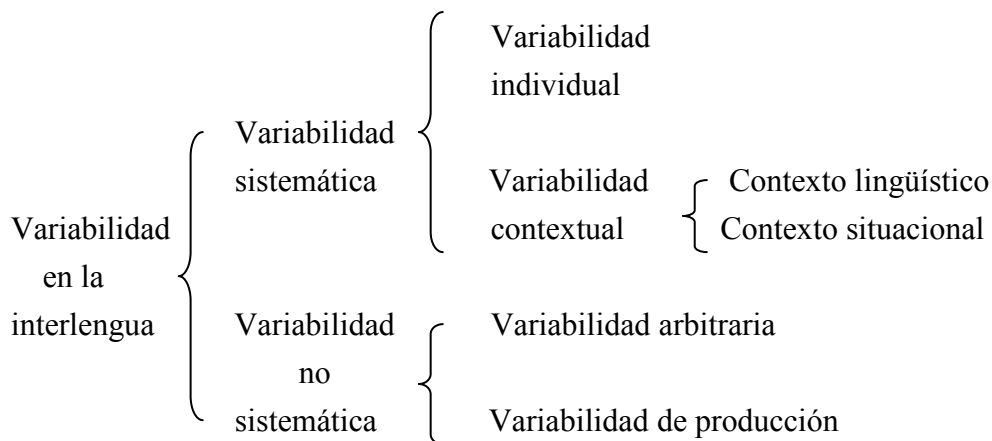 Variabilidad
en la
interlengua
Variabilidad
sistemática
Variabilidad
individual
Variabilidad
contextual
Contexto lingüístico
Contexto situacional
Variabilidad
no
sistemática
Variabilidad arbitraria
Variabilidad de producción